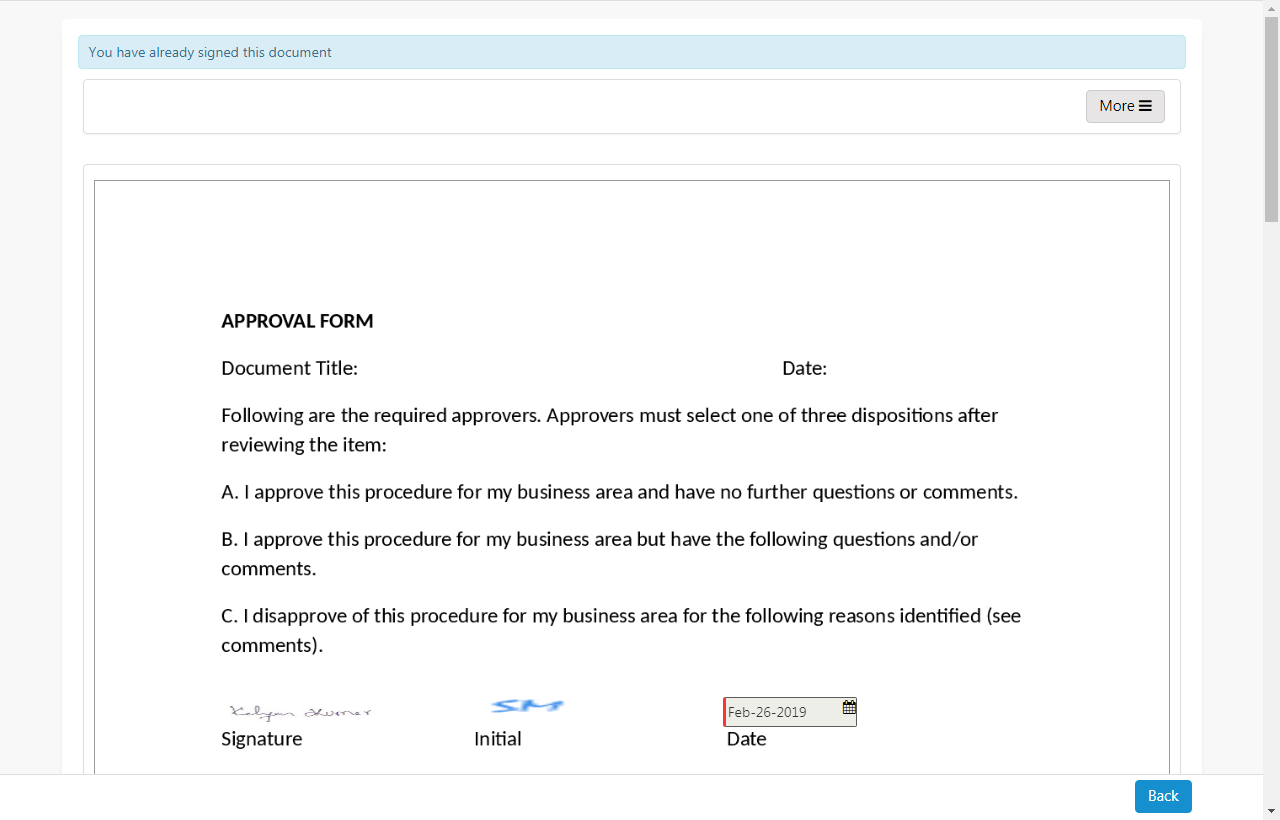 You have already signed this document
More
APPROVAL FORM
Document Title: Date:
Following are the required approvers. Approvers must select one of three dispositions after
reviewing the item:
A. I approve this procedure for my business area and have no further questions or comments.
B. I approve this procedure for my business area but have the following questions and/or
comments.
C. I disapprove of this procedure for my business area for the following reasons identified (see
comments).
Kalyan Kumar SM Feb-26-2019
Signature Initial Date
Back